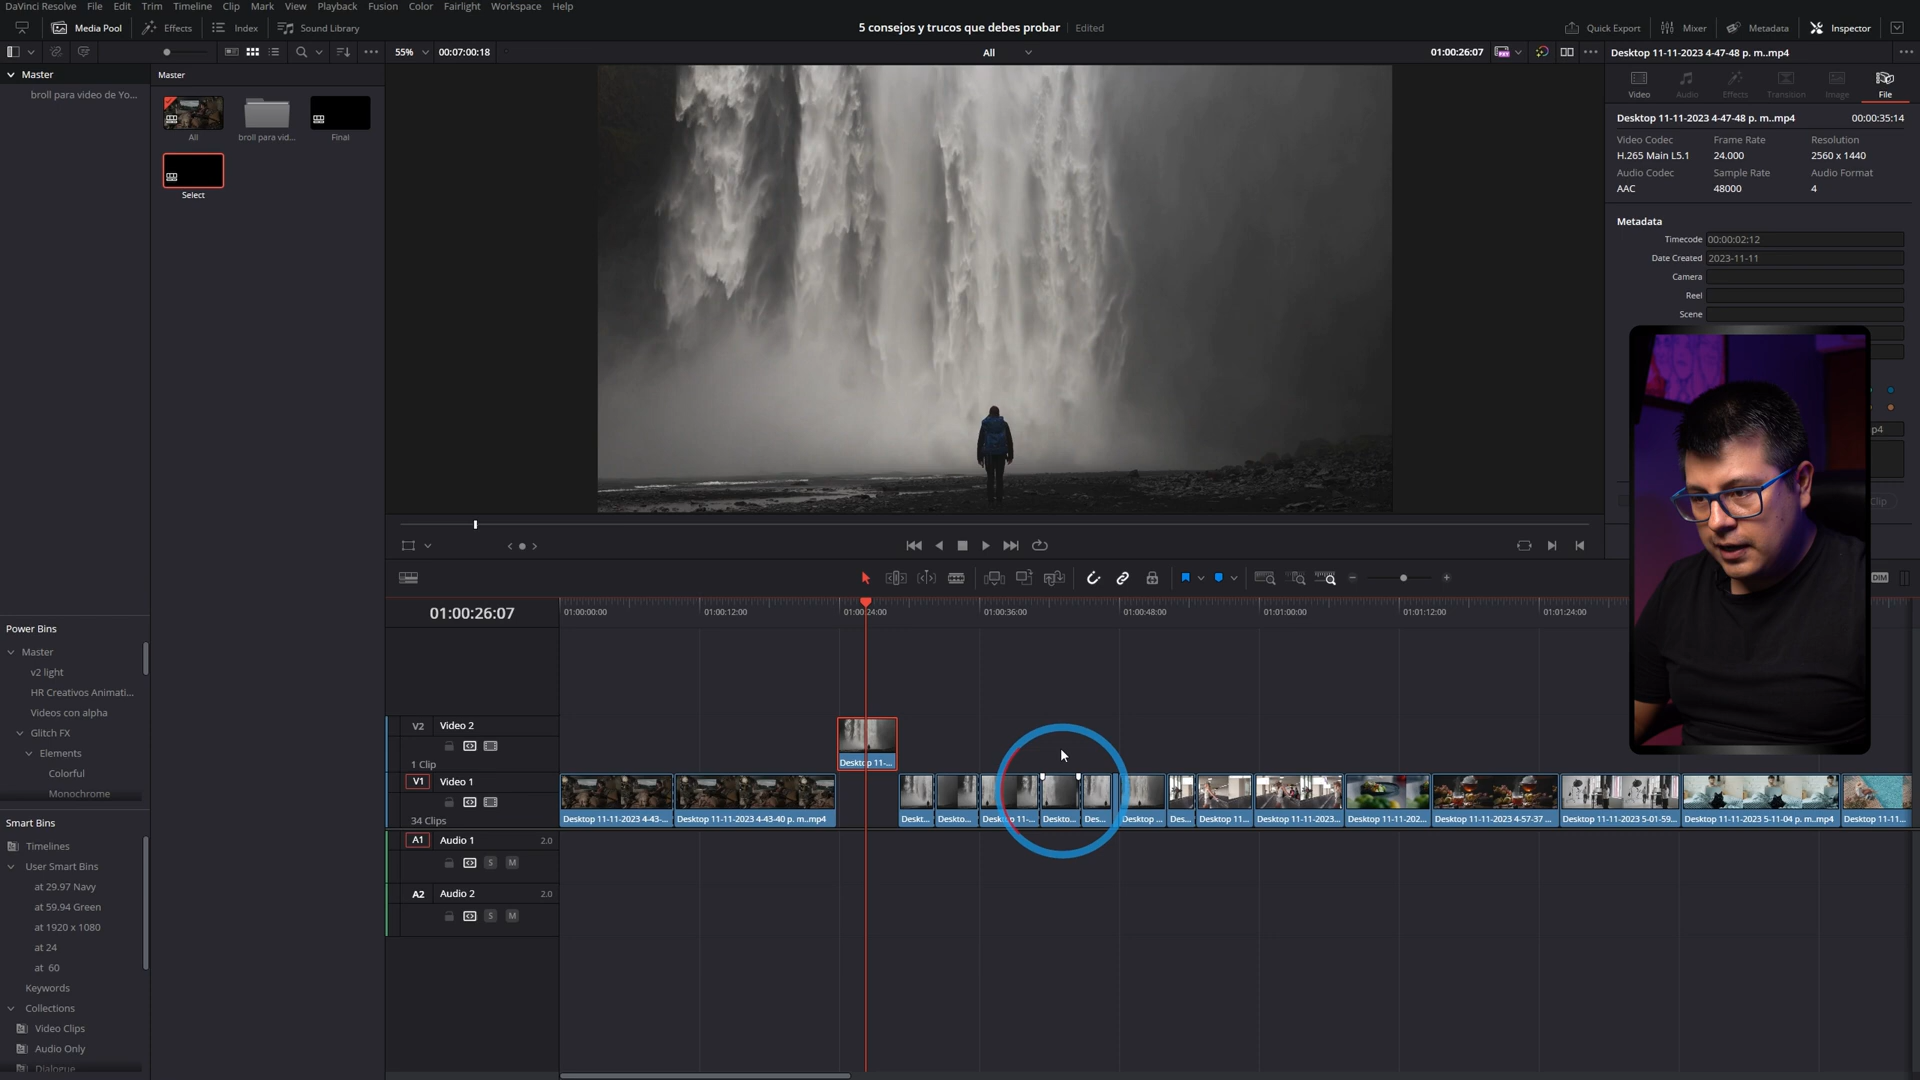 DaVinci Resolve File Edit Trim Timeline Clip Mark View Playback Fusion Color Fairlight Workspace Help
Media Pool Effects Index Sound Library
5 consejos y trucos que debes probar Edited
Quick Export Mixer Metadata Inspector
55% 00:07:00:18
All
01:00:26:07
Desktop 11-11-2023 4-47-48 p. m..mp4
Master
broll para video de Yo...
Master
All
broll para vid...
Final
Select
Video Audio Effects Transition Image File
Desktop 11-11-2023 4-47-48 p. m..mp4 00:00:35:14
Video Codec Frame Rate Resolution
H.265 Main L5.1 24.000 2560 x 1440
Audio Codec Sample Rate Audio Format
AAC 48000 4
Metadata
Timecode 00:00:02:12
Date Created 2023-11-11
Camera
Reel
Scene
p4
Clip
DIM
Power Bins
Master
v2 light
HR Creativos Animati...
Videos con alpha
Glitch FX
Elements
Colorful
Monochrome
Smart Bins
Timelines
User Smart Bins
at 29.97 Navy
at 59.94 Green
at 1920 x 1080
at 24
at 60
Keywords
Collections
Video Clips
Audio Only
Dialogue
01:00:26:07
01:00:00:00 01:00:12:00 01:00:24:00 01:00:36:00 01:00:48:00 01:01:00:00 01:01:12:00 01:01:24:00
V2 Video 2
1 Clip
Desktop 11-...
V1 Video 1
34 Clips
Desktop 11-11-2023 4-43-... Desktop 11-11-2023 4-43-40 p. m..mp4 Deskt... Deskto... Desktop 11-... Deskto... Des... Desktop ... Des... Desktop 11... Desktop 11-11-2023... Desktop 11-11-202... Desktop 11-11-2023 4-57-37 ... Desktop 11-11-2023 5-01-59... Desktop 11-11-2023 5-11-04 p. m..mp4 Desktop 11-11...
A1 Audio 1 2.0
S M
A2 Audio 2 2.0
S M